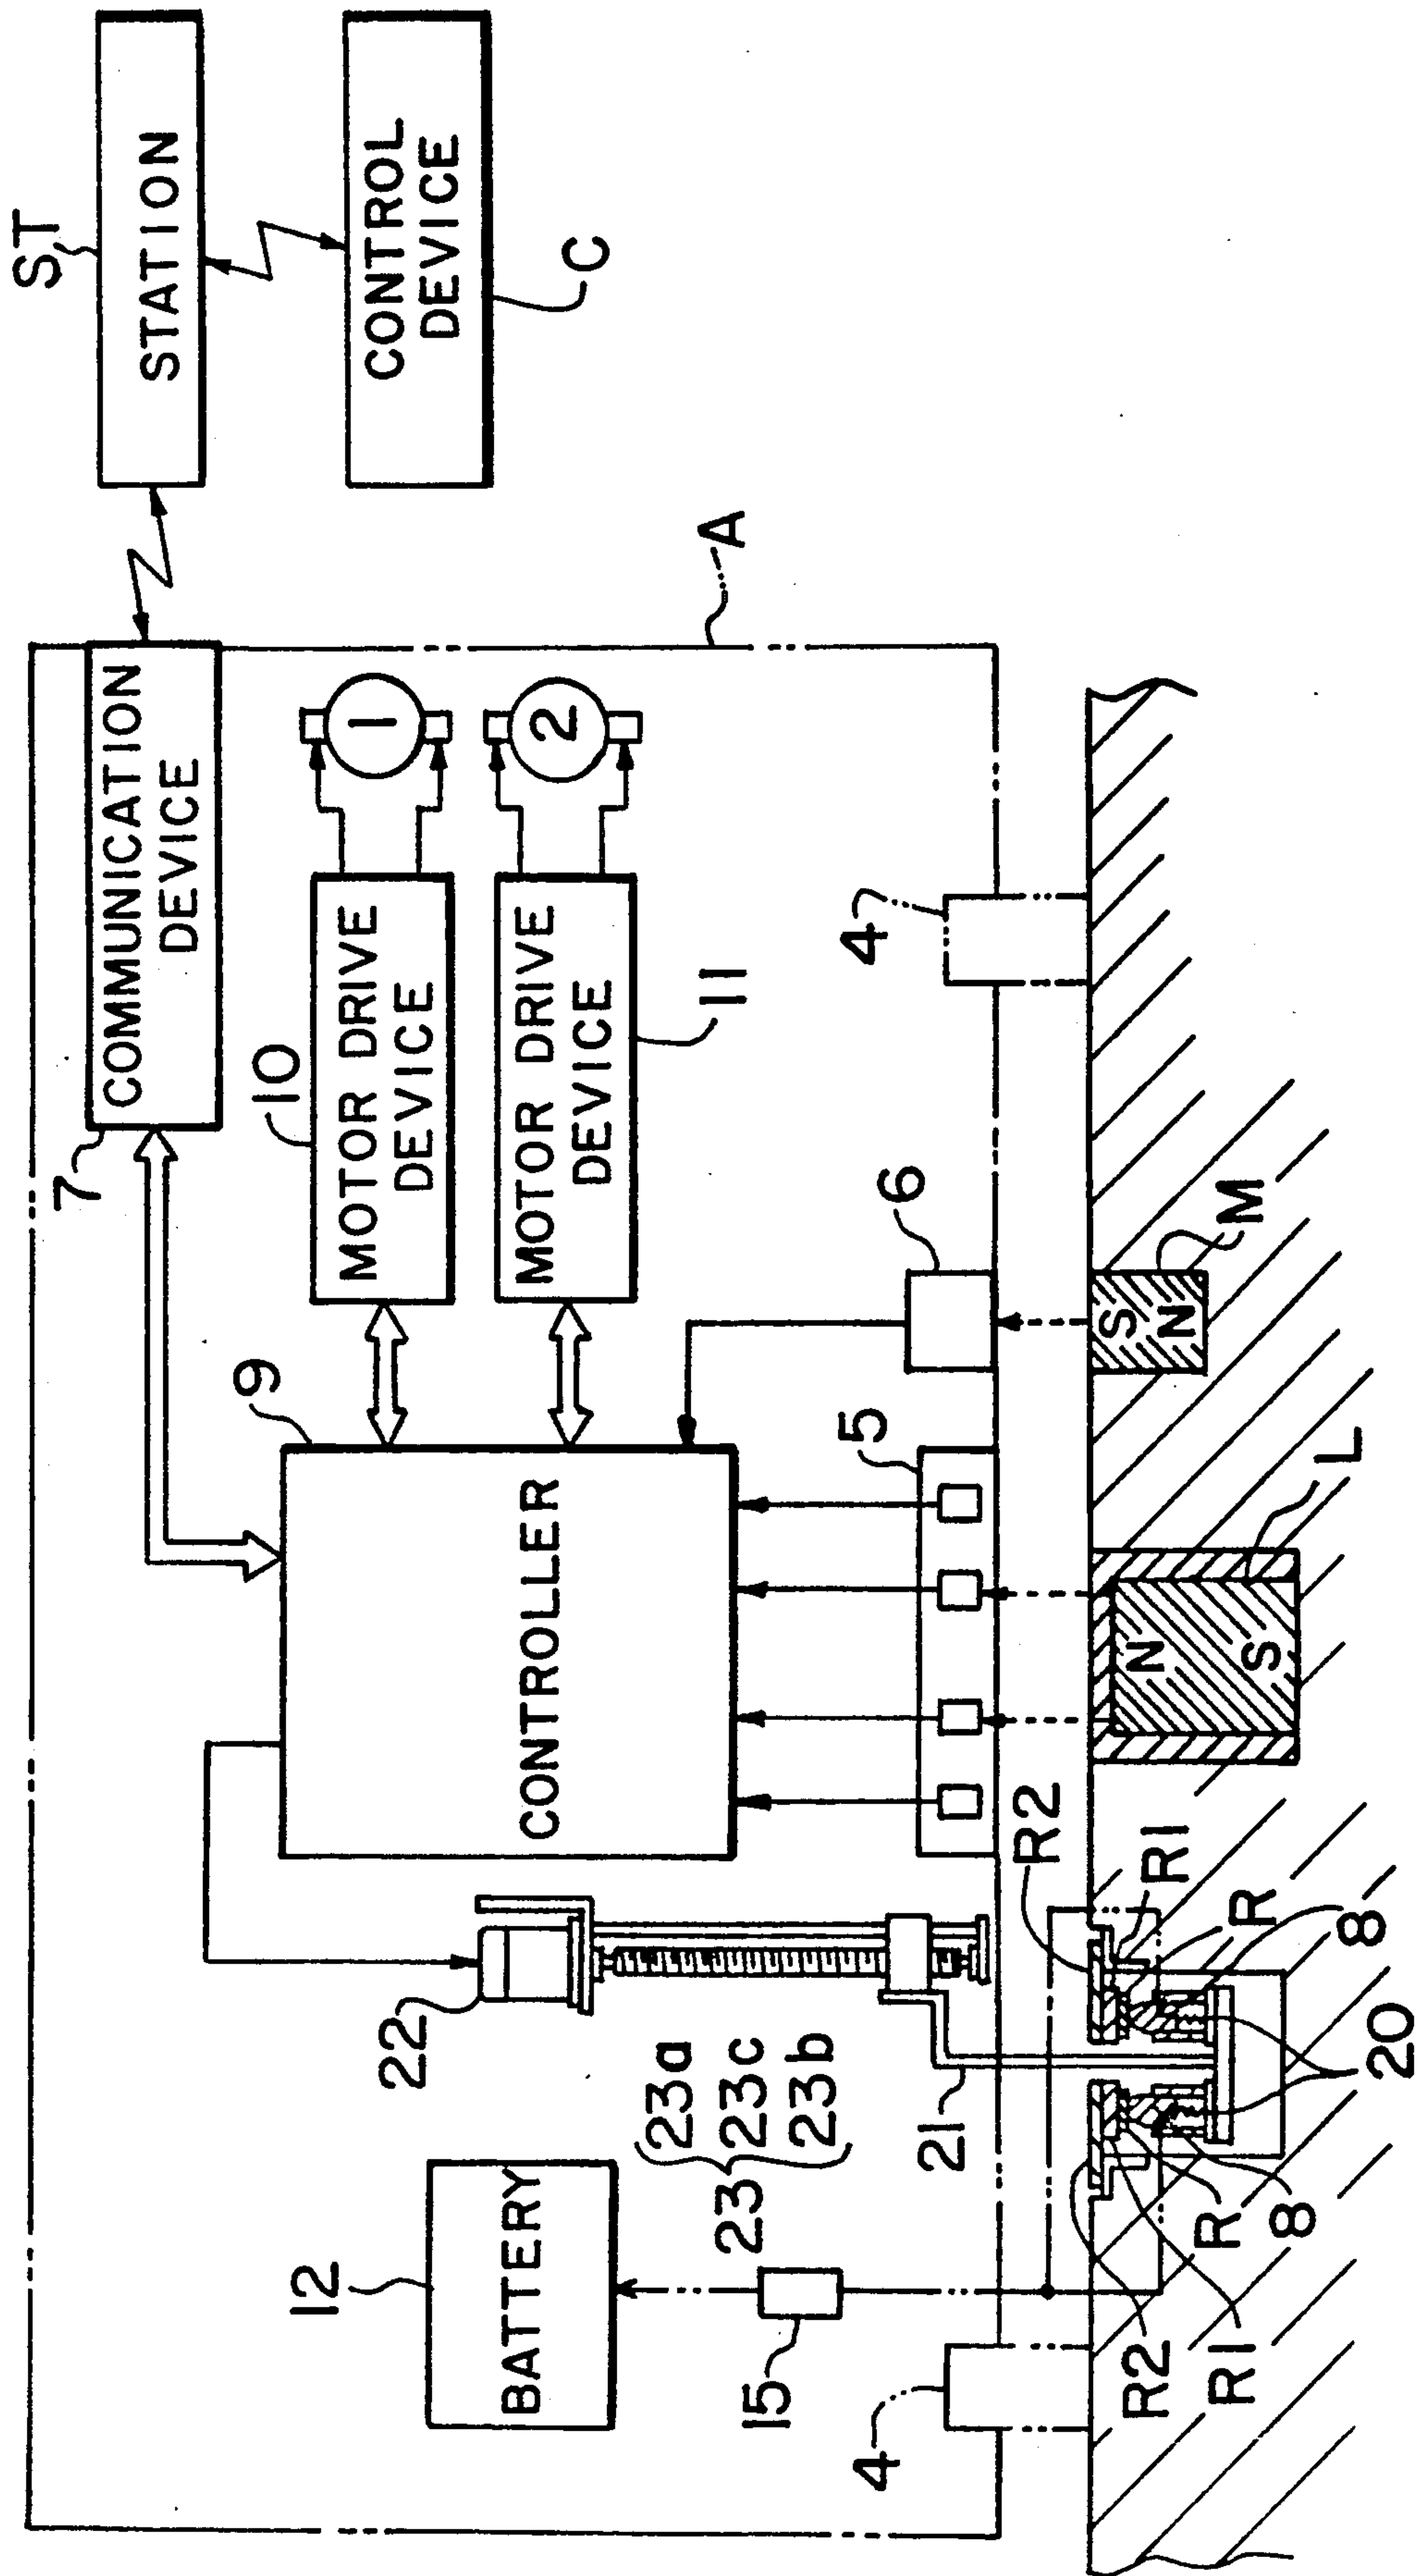 ST
STATION
CONTROL
DEVICE
C
A
COMMUNICATION
DEVICE
7
1
2
10
MOTOR DRIVE
DEVICE
MOTOR DRIVE
DEVICE
11
4
6
M
S
N
9
CONTROLLER
5
L
N
S
22
23a
23c
23b
23
21
R2
R1
R
8
20
8
R
R1
R2
12
BATTERY
15
4